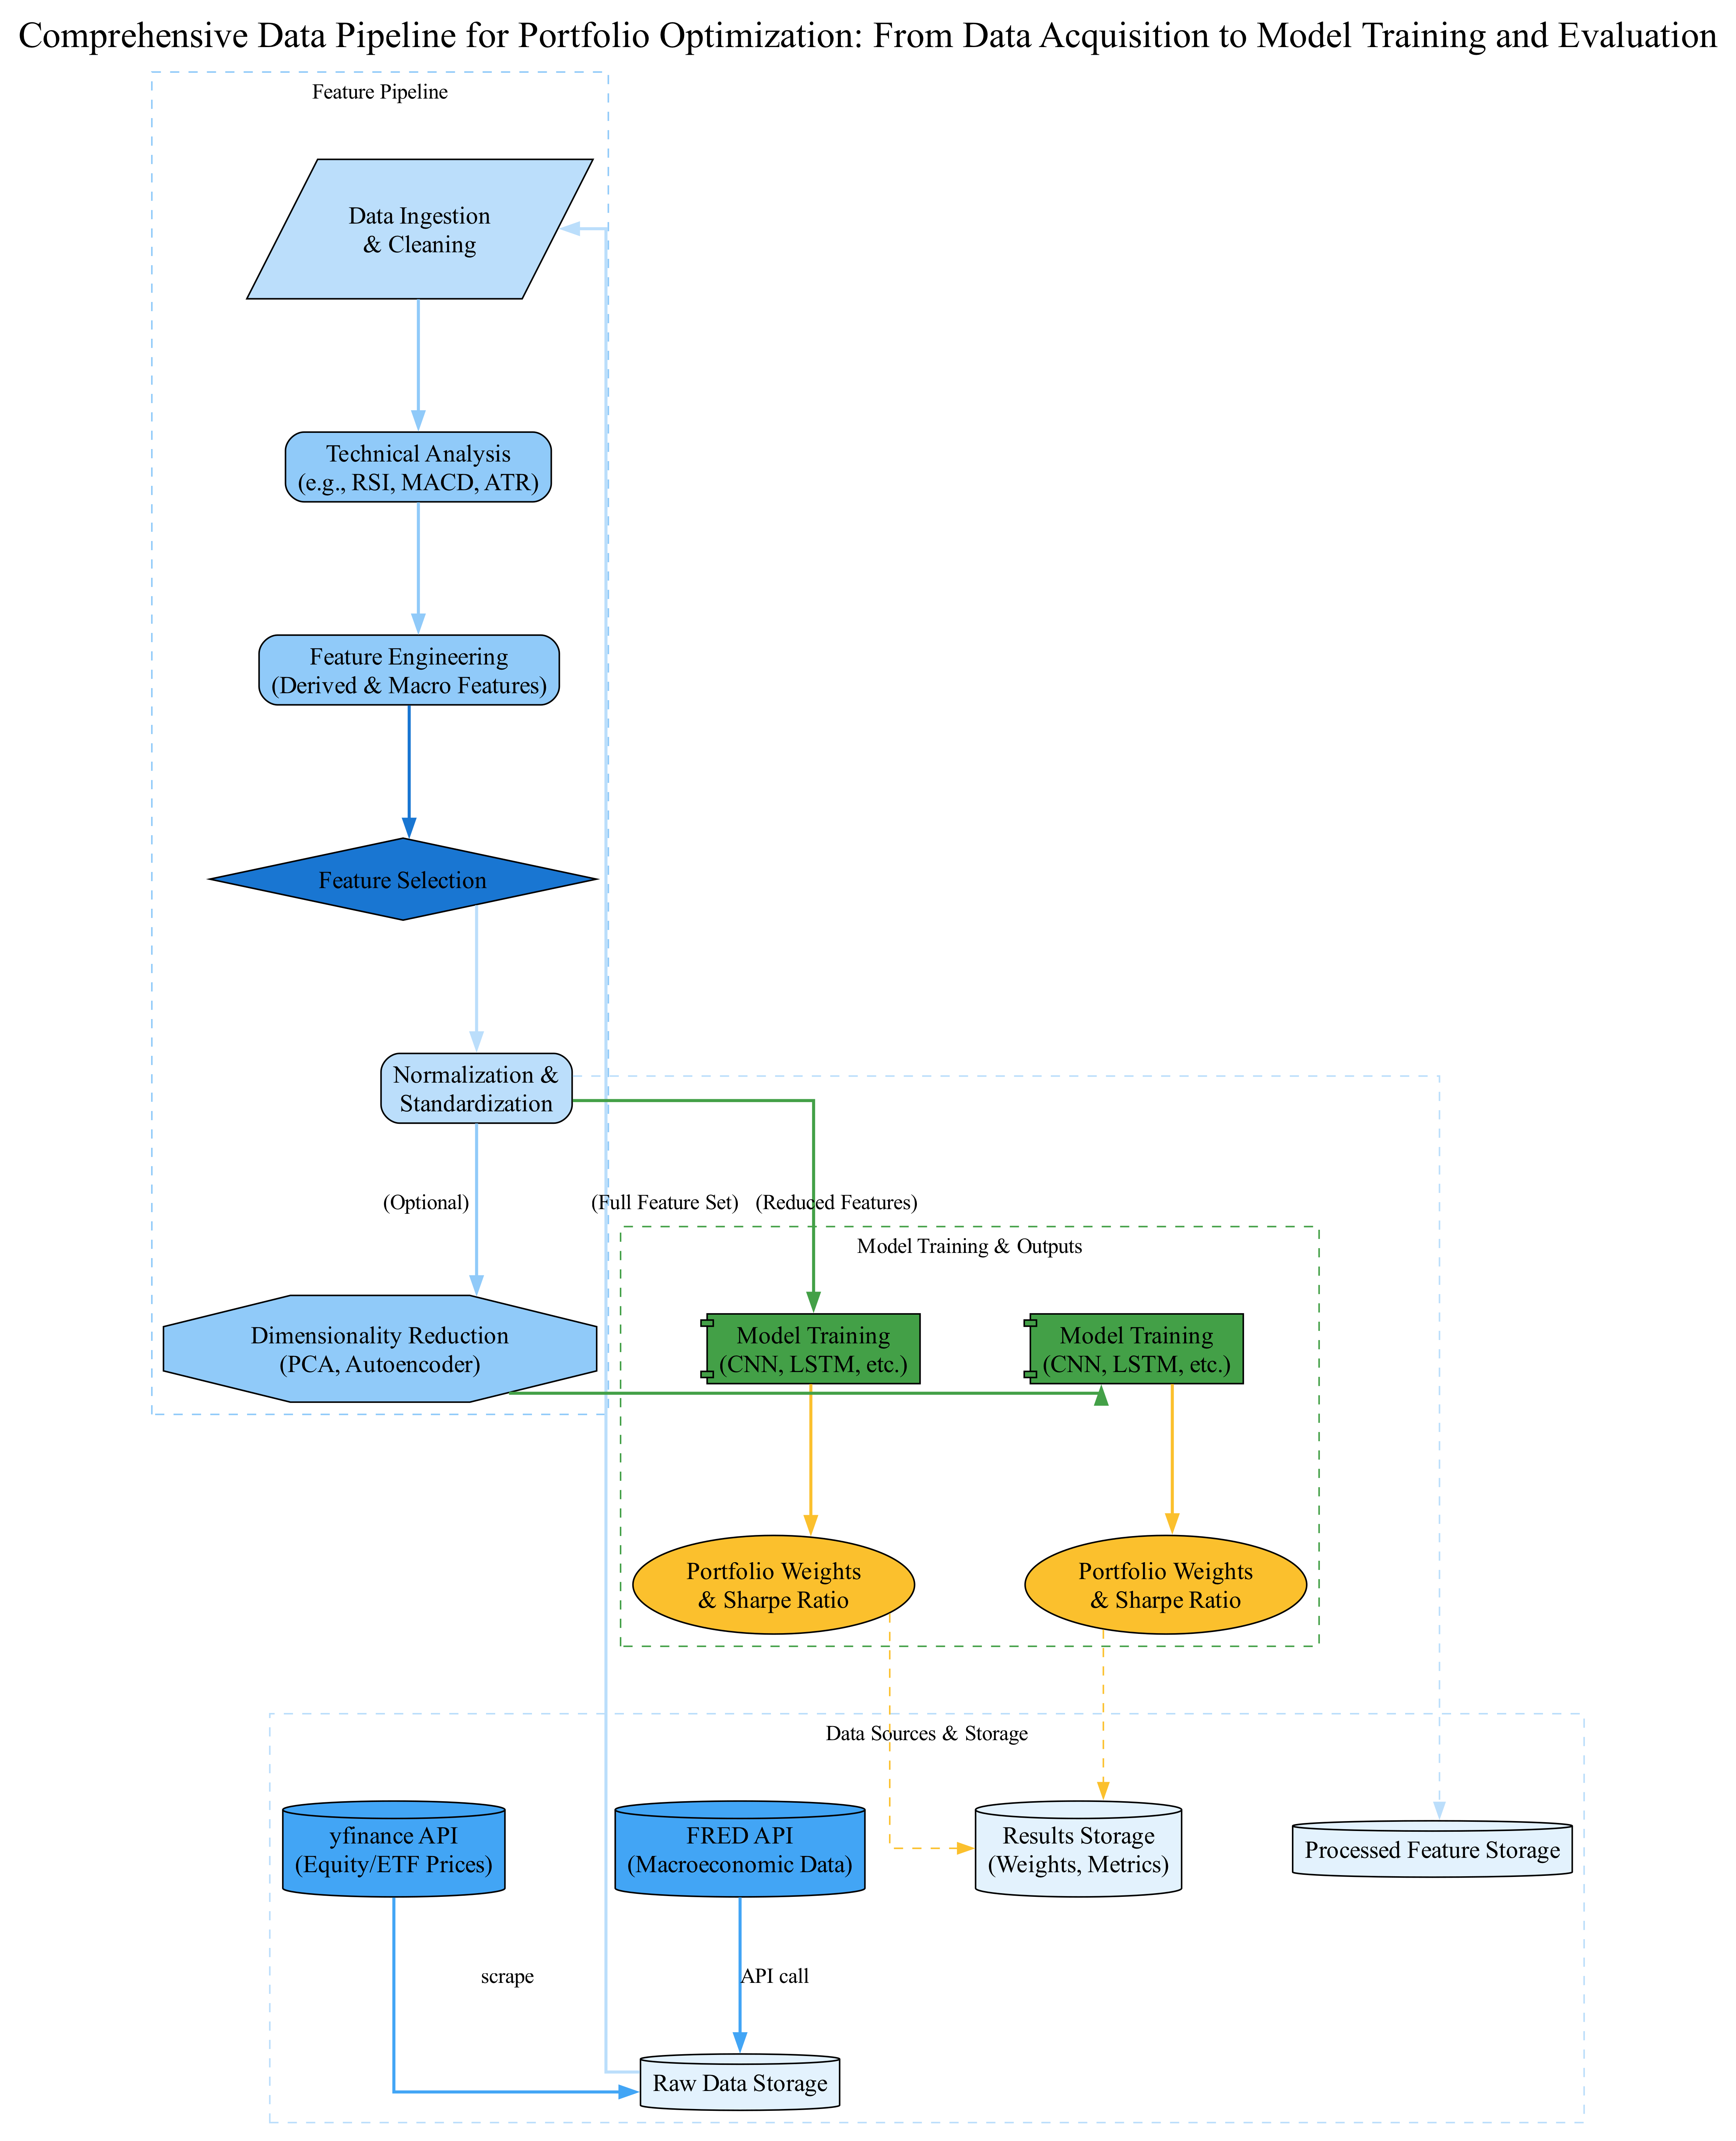 Comprehensive Data Pipeline for Portfolio Optimization: From Data Acquisition to Model Training and Evaluation
Feature Pipeline
Data Ingestion
& Cleaning
Technical Analysis
(e.g., RSI, MACD, ATR)
Feature Engineering
(Derived & Macro Features)
Feature Selection
Normalization &
Standardization
(Optional)
(Full Feature Set)
(Reduced Features)
Dimensionality Reduction
(PCA, Autoencoder)
Model Training & Outputs
Model Training
(CNN, LSTM, etc.)
Model Training
(CNN, LSTM, etc.)
Portfolio Weights
& Sharpe Ratio
Portfolio Weights
& Sharpe Ratio
Data Sources & Storage
yfinance API
(Equity/ETF Prices)
FRED API
(Macroeconomic Data)
Results Storage
(Weights, Metrics)
Processed Feature Storage
scrape
API call
Raw Data Storage